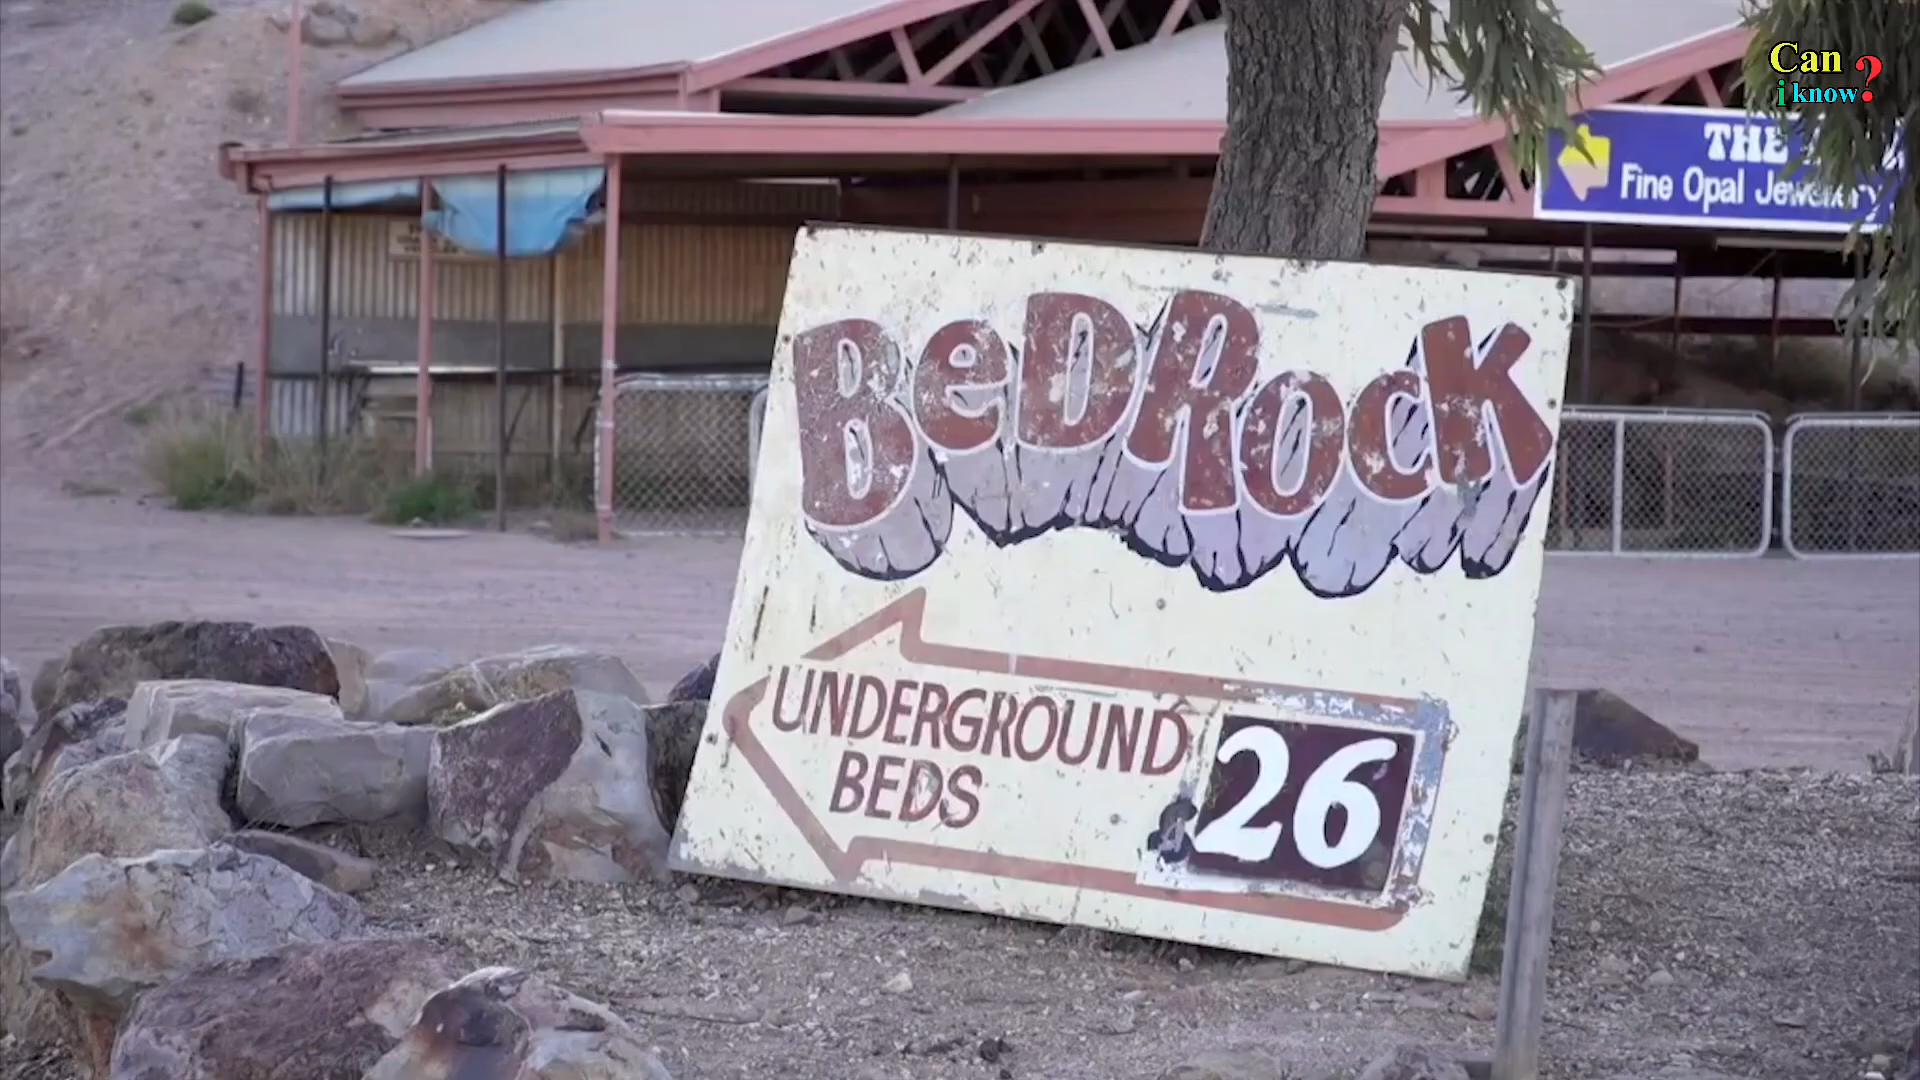 Can
i know?
THE
Fine Opal Jewellery
BeDRocK
UNDERGROUND
BEDS
$26